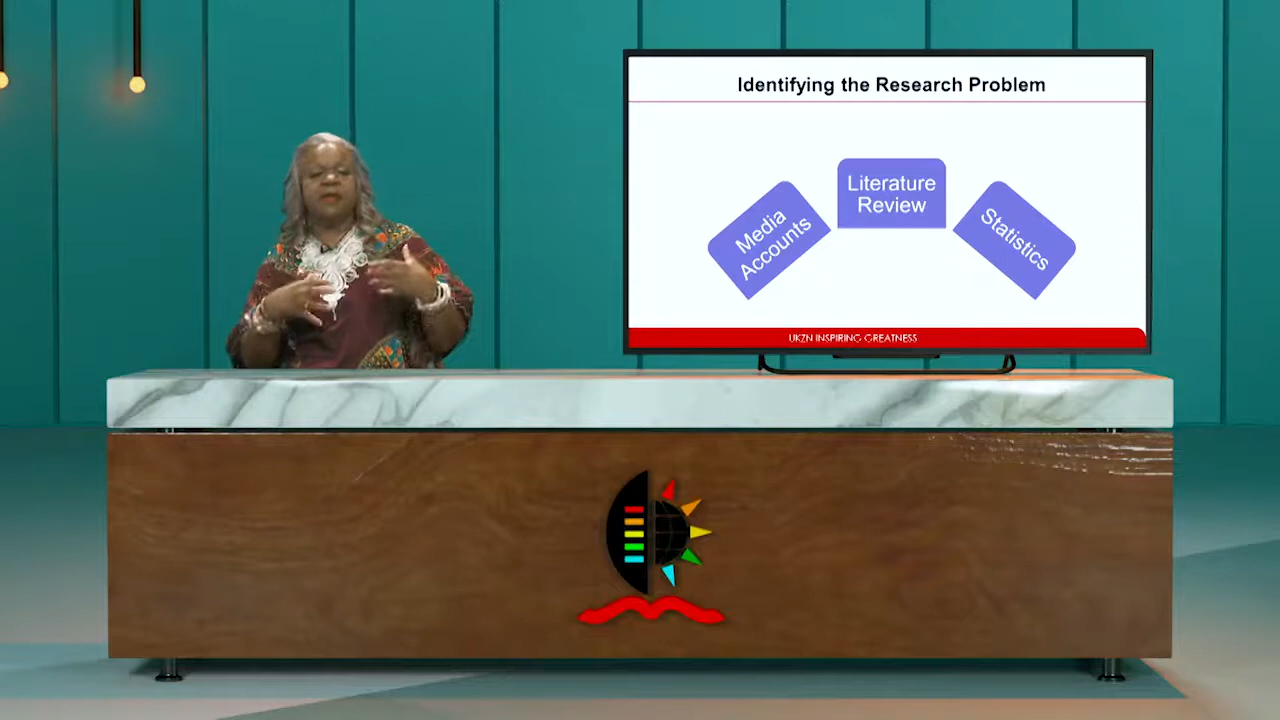 Identifying the Research Problem
Media
Accounts
Literature
Review
Statistics
UKZN INSPIRING GREATNESS